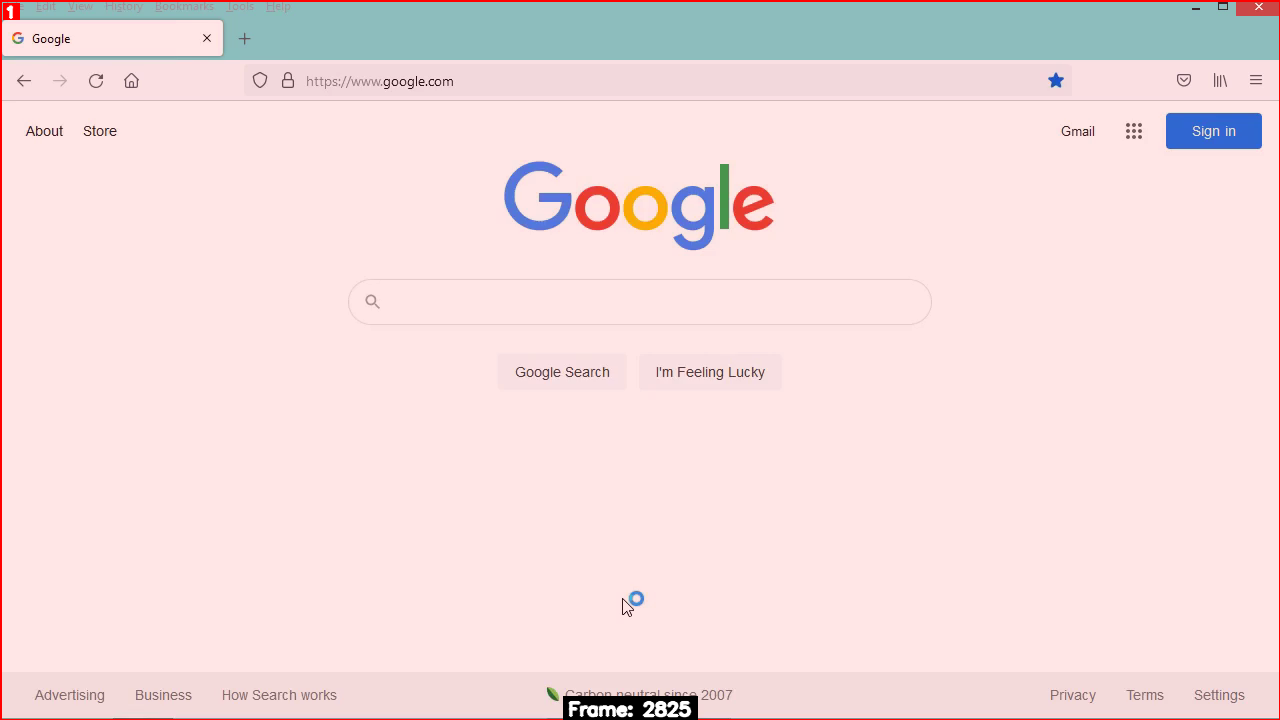 1
Edit View History Bookmarks Tools Help
Google
https://www.google.com
About Store Gmail Sign in
Google
Google Search I'm Feeling Lucky
Advertising Business How Search works Carbon neutral since 2007 Privacy Terms Settings
Frame: 2825